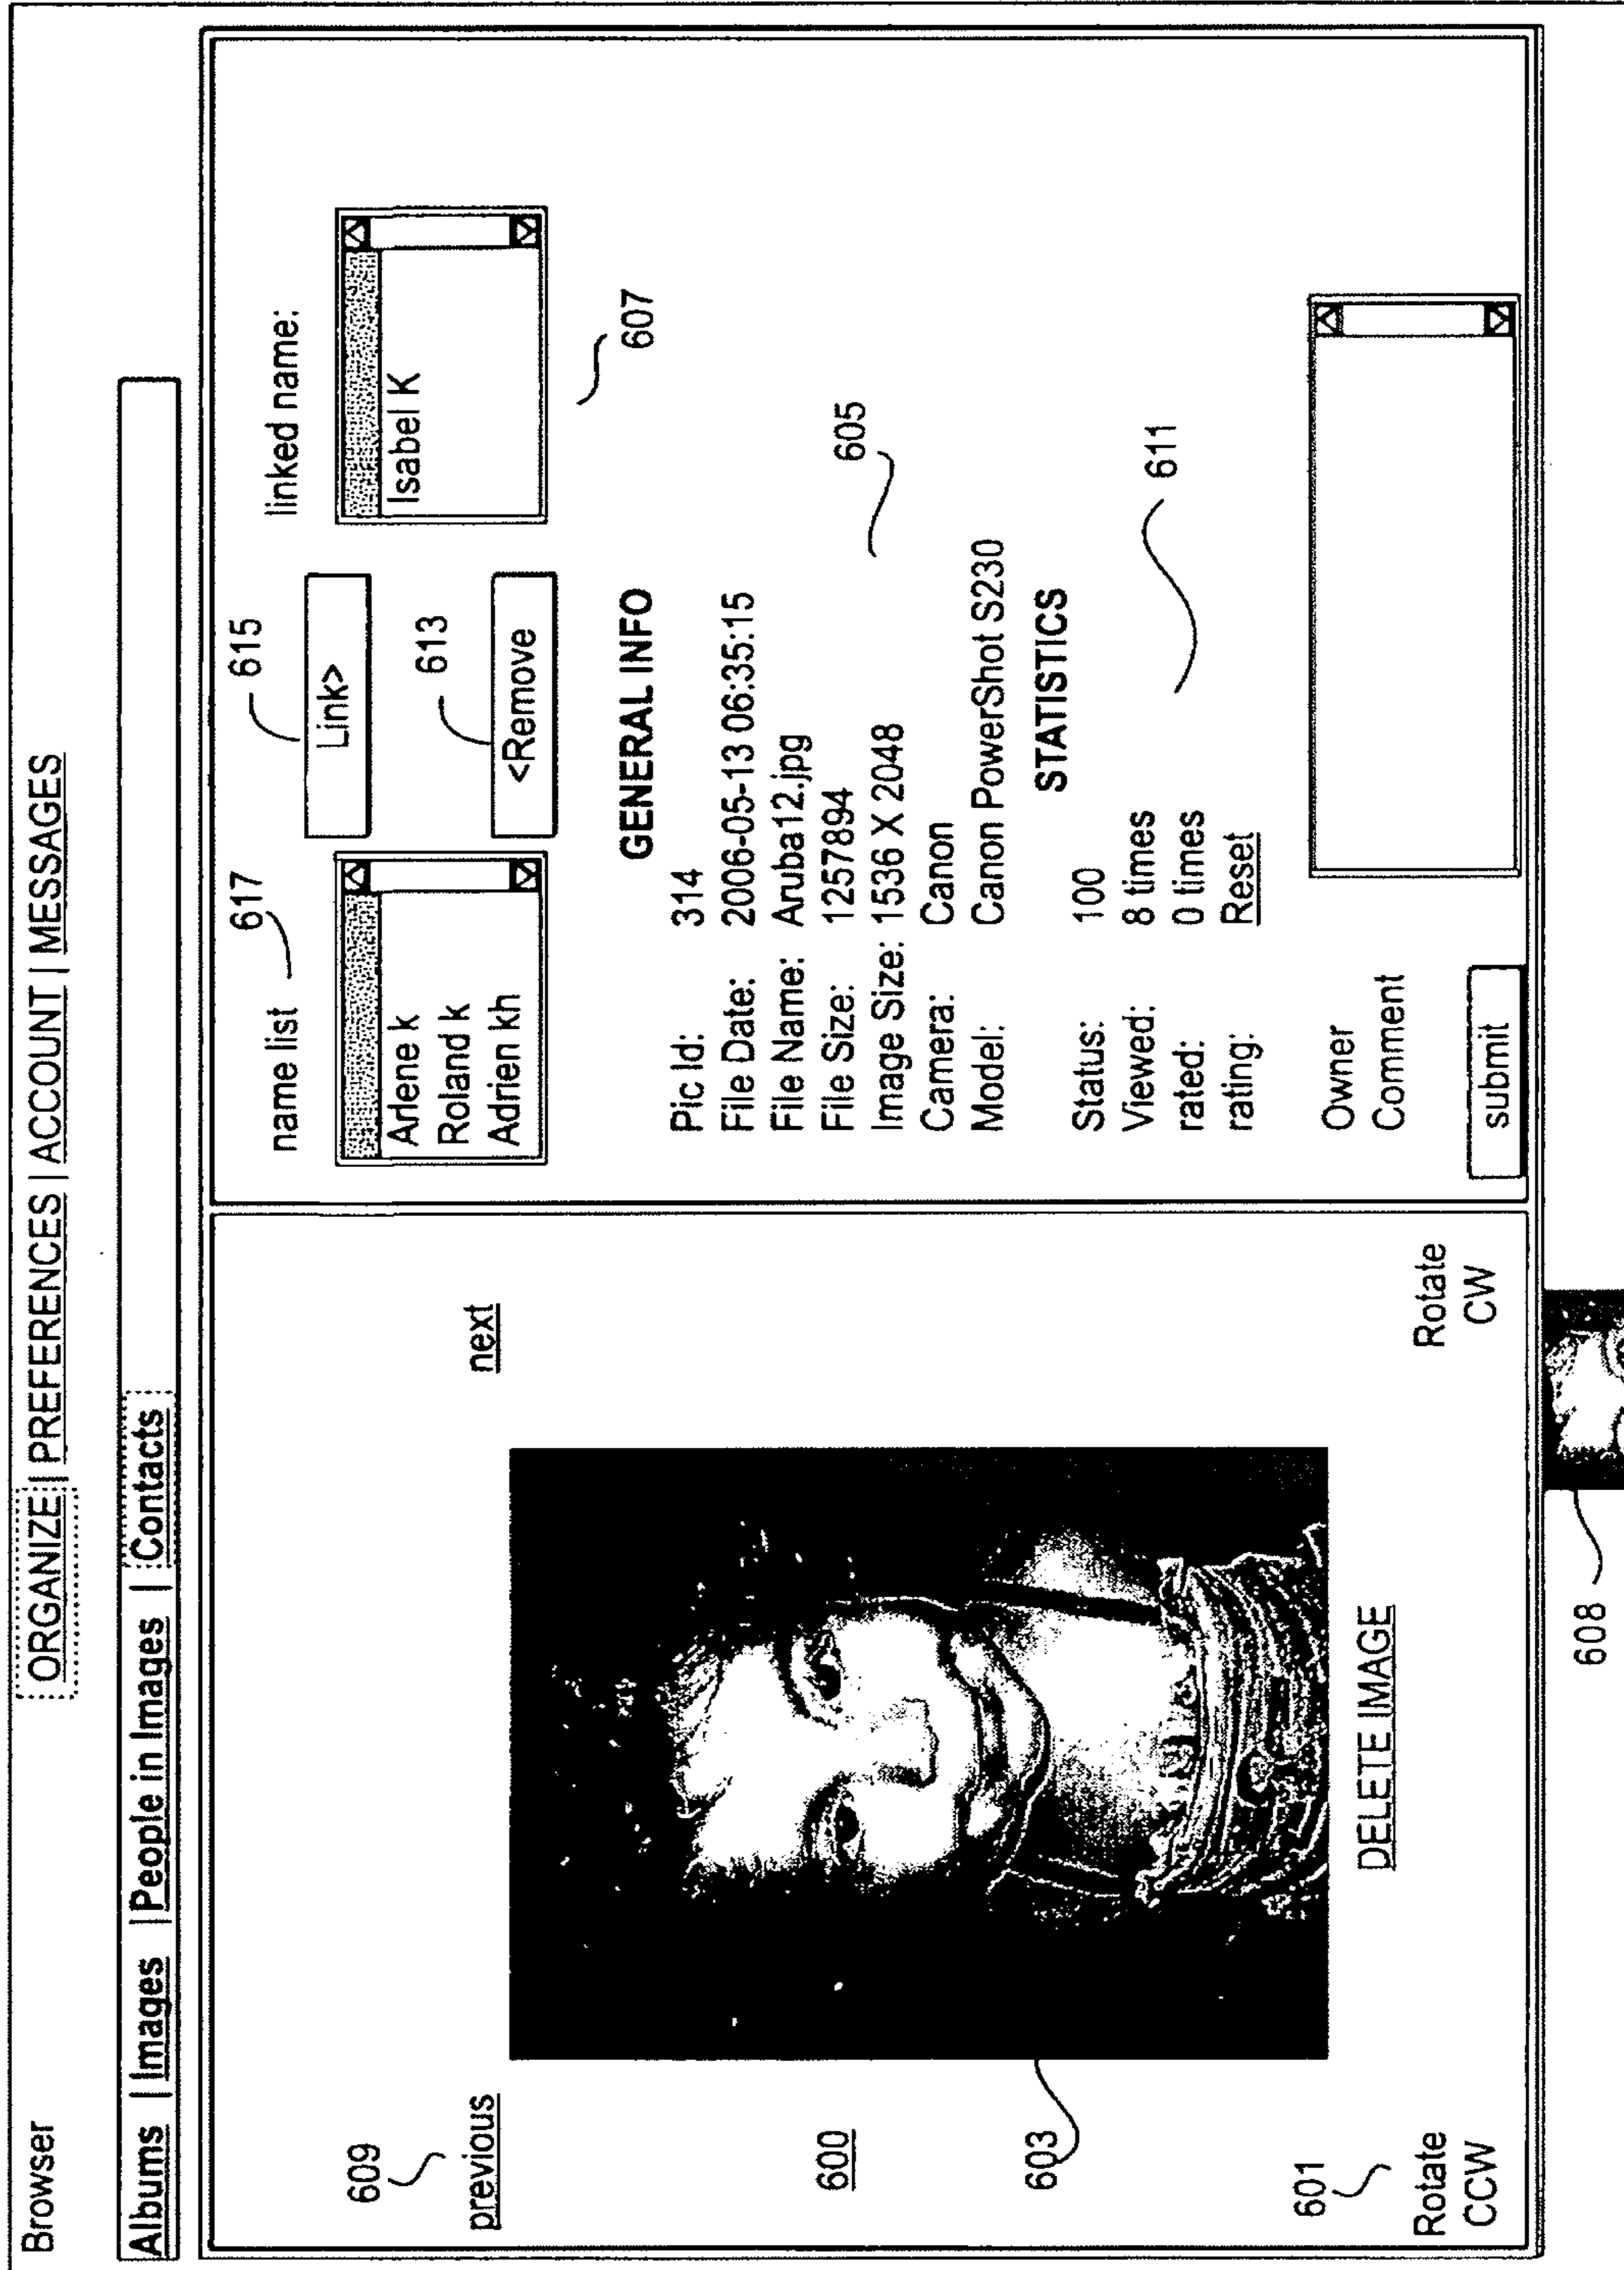 Browser
ORGANIZE | PREFERENCES | ACCOUNT | MESSAGES
Albums | Images | People in Images | Contacts
609
previous
next
600
603
601
Rotate
CCW
DELETE IMAGE
Rotate
CW
608
name list
617
615
linked name:
Link>
Arlene k
Roland k
Adrien kh
613
<Remove
Isabel K
607
GENERAL INFO
Pic Id: 314
File Date: 2006-05-13 06:35:15
File Name: Aruba12.jpg
File Size: 1257894
Image Size: 1536 X 2048
Camera: Canon
Model: Canon PowerShot S230
605
STATISTICS
Status: 100
Viewed: 8 times
rated: 0 times
rating: Reset
611
Owner
Comment
submit